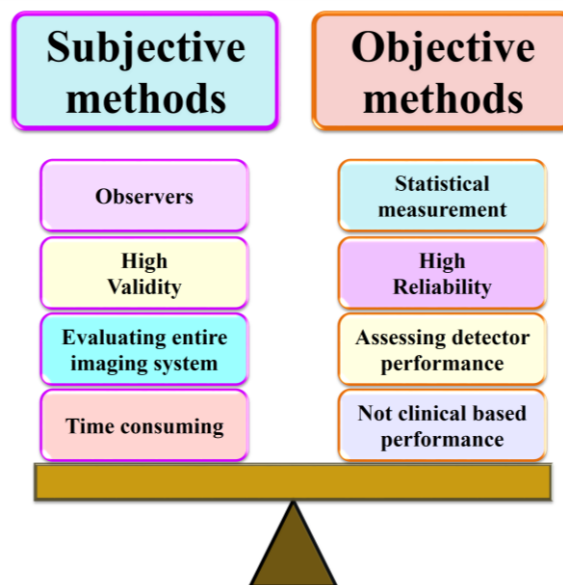 Subjective
methods
Objective
methods
Observers
High
Validity
Evaluating entire
imaging system
Time consuming
Statistical
measurement
High
Reliability
Assessing detector
performance
Not clinical based
performance